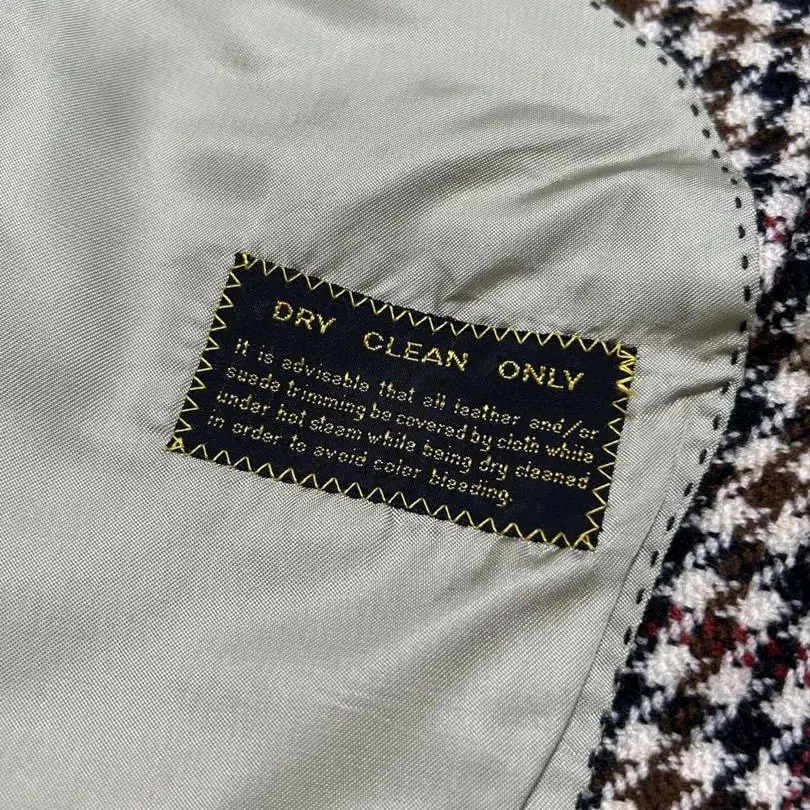 DRY CLEAN ONLY
it is advisable that all leather and/or
suede trimming be covered by cloth while
under hot steam while being dry cleaned
in order to avoid color bleeding.